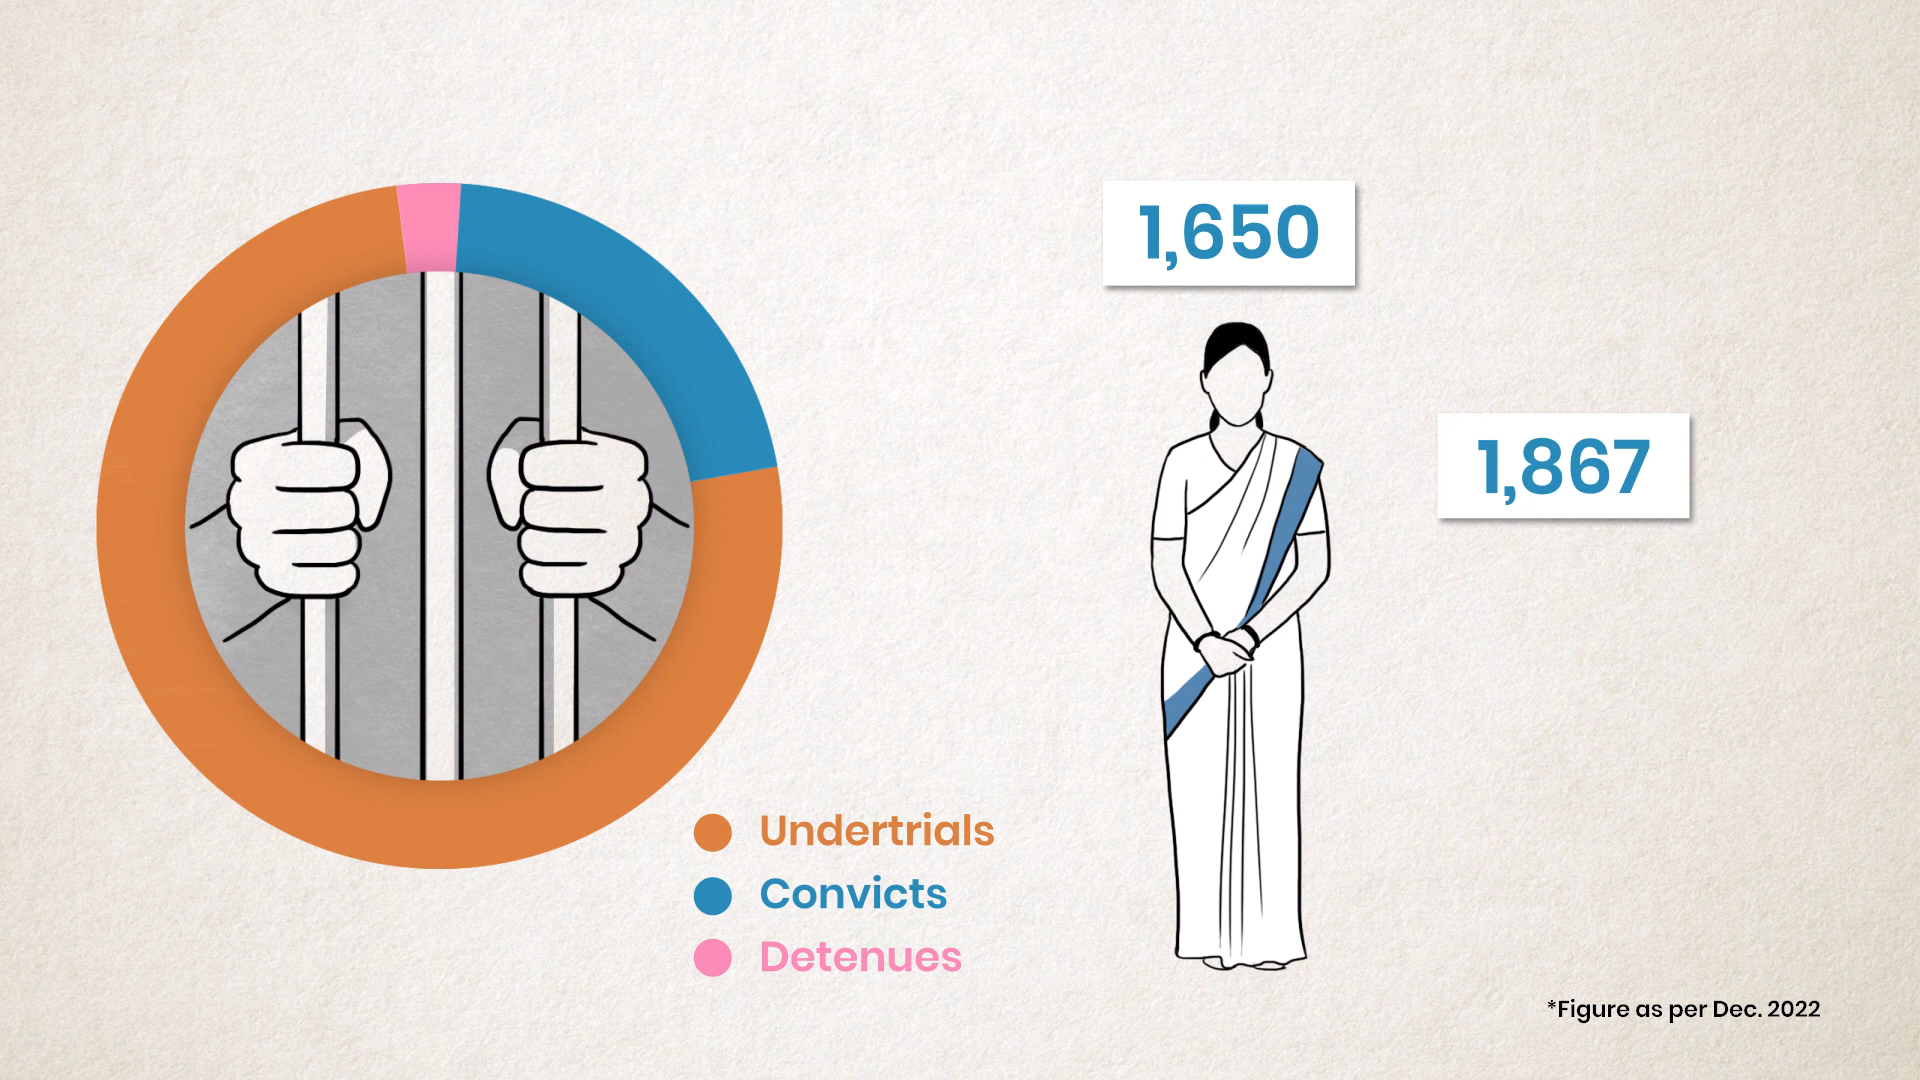 1,650
1,867
Undertrials
Convicts
Detenues
*Figure as per Dec. 2022